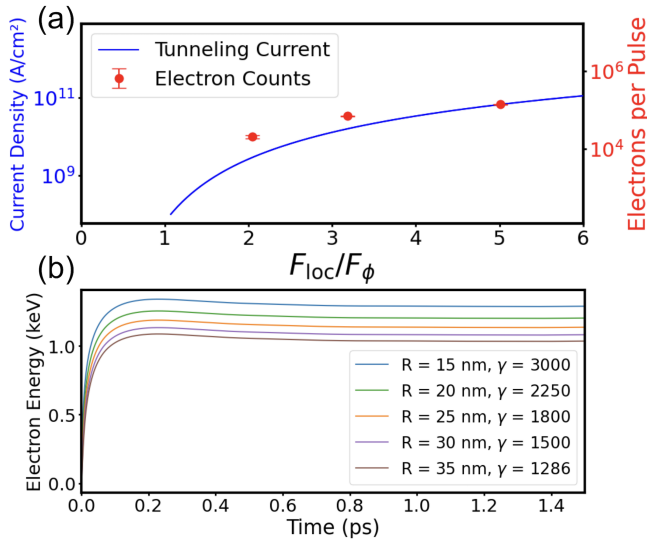 (a)
Current Density (A/cm²)
10¹¹
10⁹
Tunneling Current
Electron Counts
10⁶
10⁴
Electrons per Pulse
0 1 2 3 4 5 6
F_loc/F_ϕ
(b)
Electron Energy (keV)
1.0
0.5
0.0
R = 15 nm, γ = 3000
R = 20 nm, γ = 2250
R = 25 nm, γ = 1800
R = 30 nm, γ = 1500
R = 35 nm, γ = 1286
0.0 0.2 0.4 0.6 0.8 1.0 1.2 1.4
Time (ps)